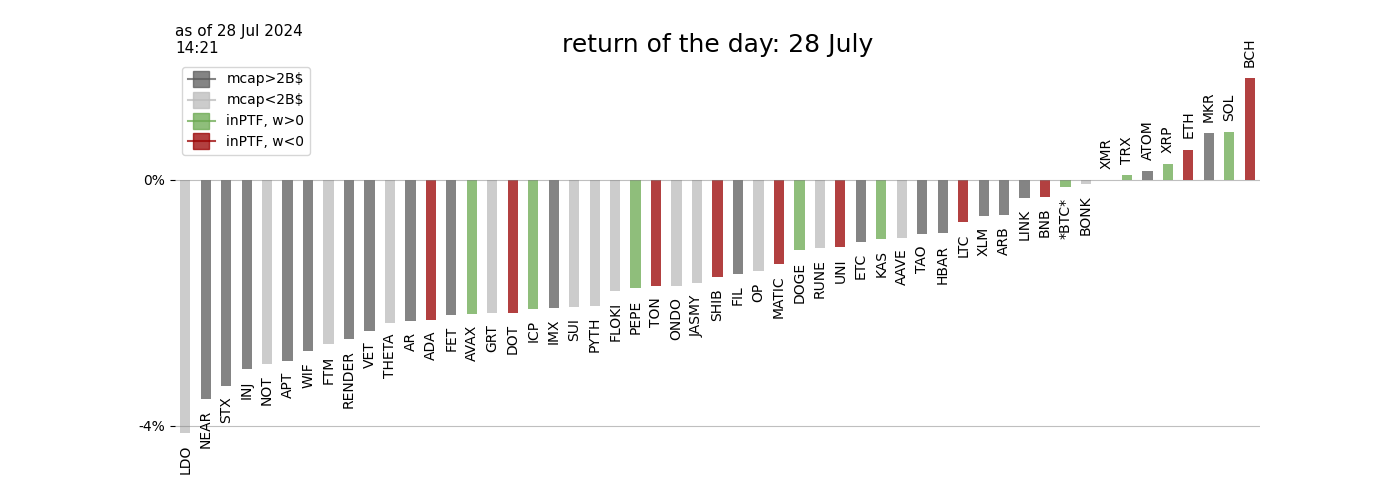 as of 28 Jul 2024
14:21
return of the day: 28 July
mcap>2B$
mcap<2B$
inPTF, w>0
inPTF, w<0
0%
-4%
LDO
NEAR
STX
INJ
NOT
APT
WIF
FTM
RENDER
VET
THETA
AR
ADA
FET
AVAX
GRT
DOT
ICP
IMX
SUI
PYTH
FLOKI
PEPE
TON
ONDO
JASMY
SHIB
FIL
OP
MATIC
DOGE
RUNE
UNI
ETC
KAS
AAVE
TAO
HBAR
LTC
XLM
ARB
LINK
BNB
*BTC*
BONK
XMR
TRX
ATOM
XRP
ETH
MKR
SOL
BCH